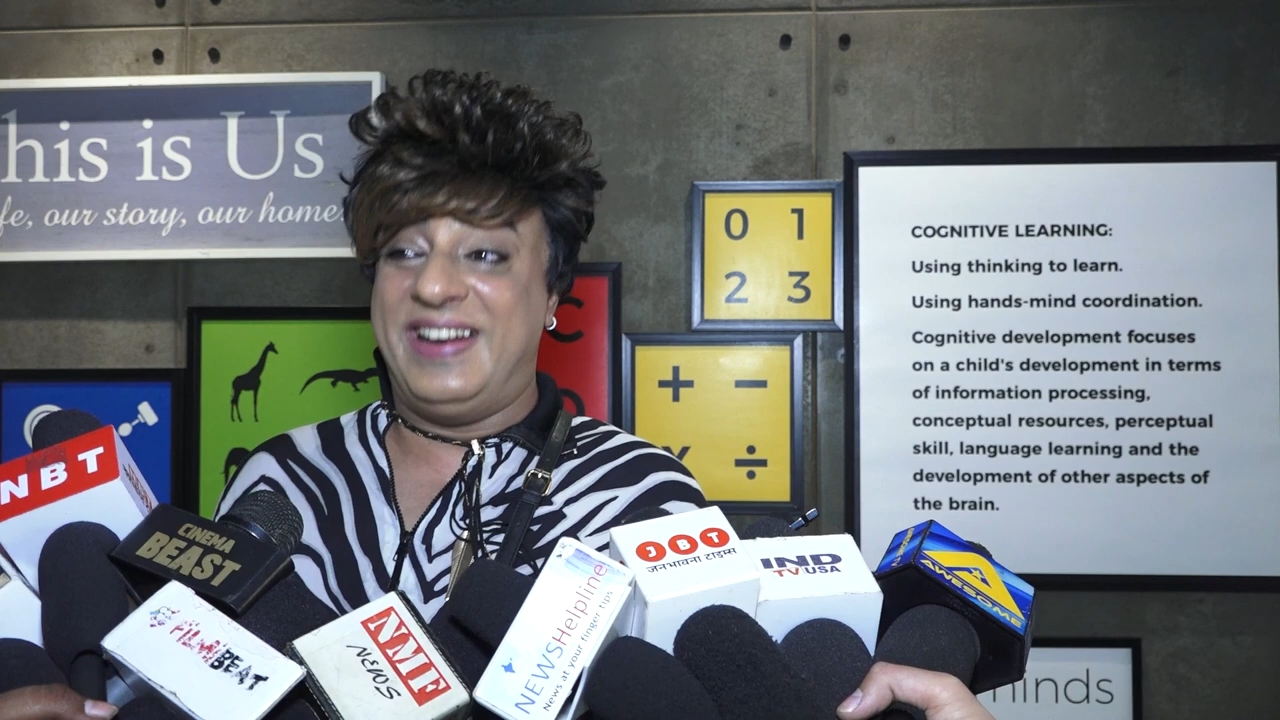 his is Us
fe, our story, our home.
0 1
2 3
C
+ −
÷
COGNITIVE LEARNING:
Using thinking to learn.
Using hands-mind coordination.
Cognitive development focuses
on a child's development in terms
of information processing,
conceptual resources, perceptual
skill, language learning and the
development of other aspects of
the brain.
NBT
CINEMA
BEAST
FILMIBEAT
NMF
NEWS
NEWSHelpline
News at your finger tips
JBT
जनभावना टाइम्स
IND
TV USA
AWESOME
minds